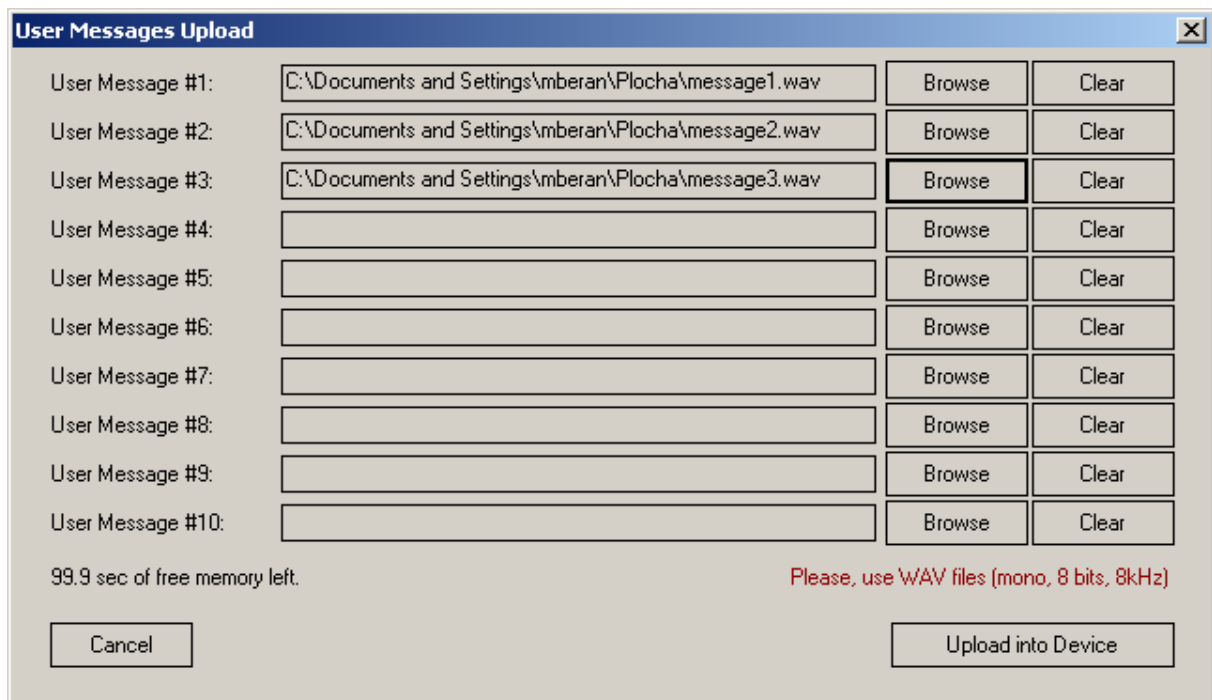 User Messages Upload
User Message #1: C:\Documents and Settings\mberan\Plocha\message1.wav Browse Clear
User Message #2: C:\Documents and Settings\mberan\Plocha\message2.wav Browse Clear
User Message #3: C:\Documents and Settings\mberan\Plocha\message3.wav Browse Clear
User Message #4: Browse Clear
User Message #5: Browse Clear
User Message #6: Browse Clear
User Message #7: Browse Clear
User Message #8: Browse Clear
User Message #9: Browse Clear
User Message #10: Browse Clear
99.9 sec of free memory left. Please, use WAV files (mono, 8 bits, 8kHz)
Cancel Upload into Device